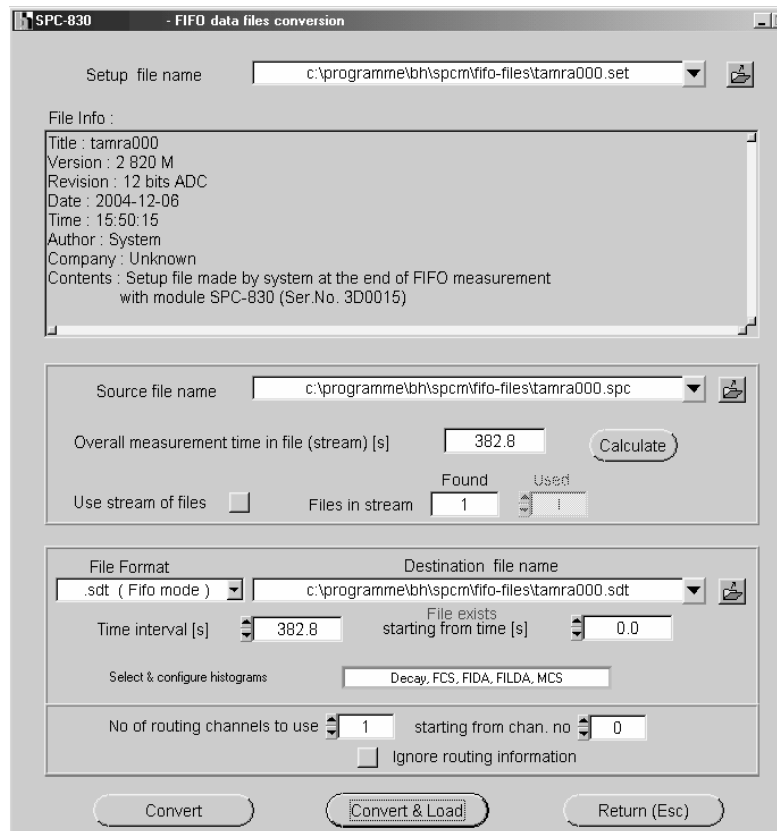 SPC-830 - FIFO data files conversion
Setup file name c:\programme\bh\spcm\fifo-files\tamra000.set
File Info :
Title : tamra000
Version : 2 820 M
Revision : 12 bits ADC
Date : 2004-12-06
Time : 15:50:15
Author : System
Company : Unknown
Contents : Setup file made by system at the end of FIFO measurement
with module SPC-830 (Ser.No. 3D0015)
Source file name c:\programme\bh\spcm\fifo-files\tamra000.spc
Overall measurement time in file (stream) [s] 382.8 Calculate
Found Used
Use stream of files Files in stream 1 1
File Format Destination file name
.sdt ( Fifo mode ) c:\programme\bh\spcm\fifo-files\tamra000.sdt
File exists
Time interval [s] 382.8 starting from time [s] 0.0
Select & configure histograms Decay, FCS, FIDA, FILDA, MCS
No of routing channels to use 1 starting from chan. no 0
Ignore routing information
Convert Convert & Load Return (Esc)